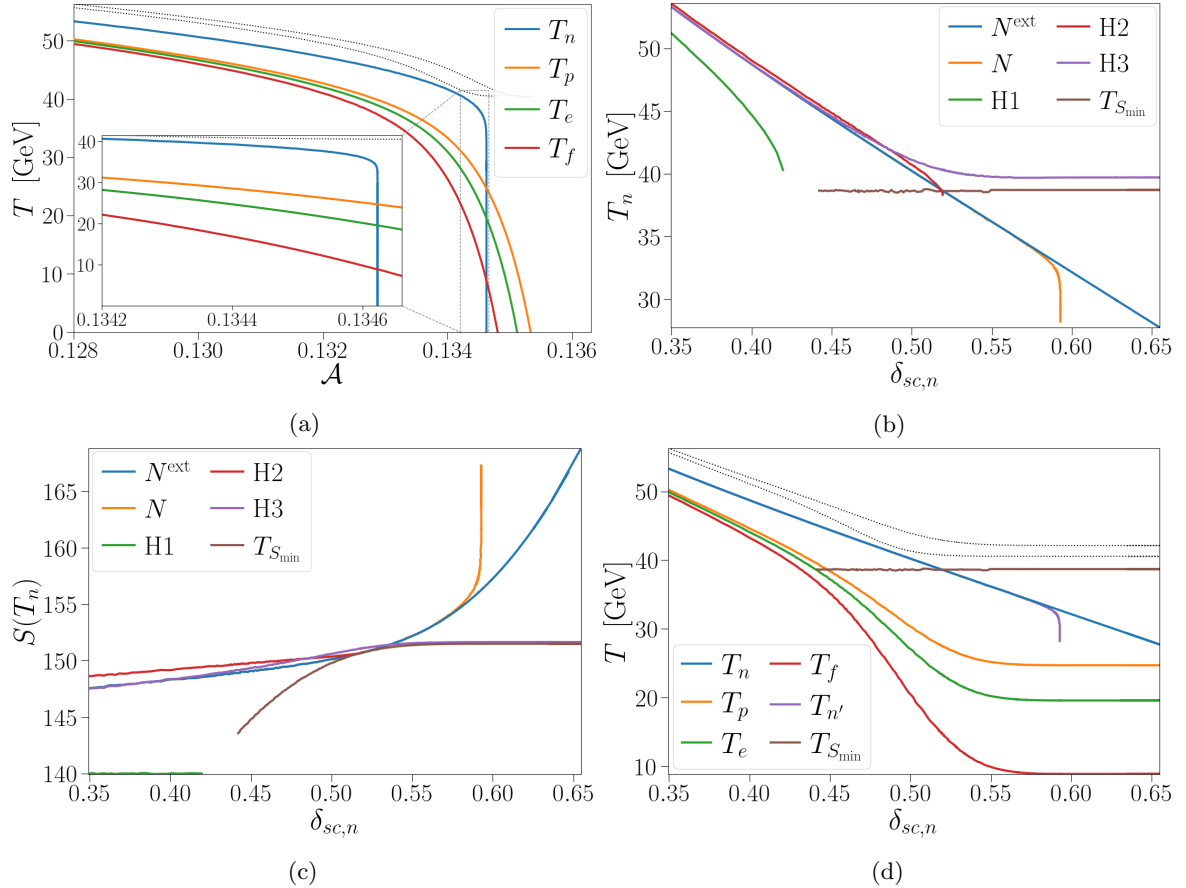 T_n
T_p
T_e
T_f
T [GeV]
50
40
30
20
10
0
40
30
20
10
0.1342 0.1344 0.1346
0.128 0.130 0.132 0.134 0.136
𝒜
(a)
N^ext H2
N H3
H1 T_{S_min}
T_n [GeV]
50
45
40
35
30
0.35 0.40 0.45 0.50 0.55 0.60 0.65
δ_{sc,n}
(b)
N^ext H2
N H3
H1 T_{S_min}
S(T_n)
165
160
155
150
145
140
0.35 0.40 0.45 0.50 0.55 0.60 0.65
δ_{sc,n}
(c)
T [GeV]
50
40
30
20
10
T_n T_f
T_p T_{n′}
T_e T_{S_min}
0.35 0.40 0.45 0.50 0.55 0.60 0.65
δ_{sc,n}
(d)